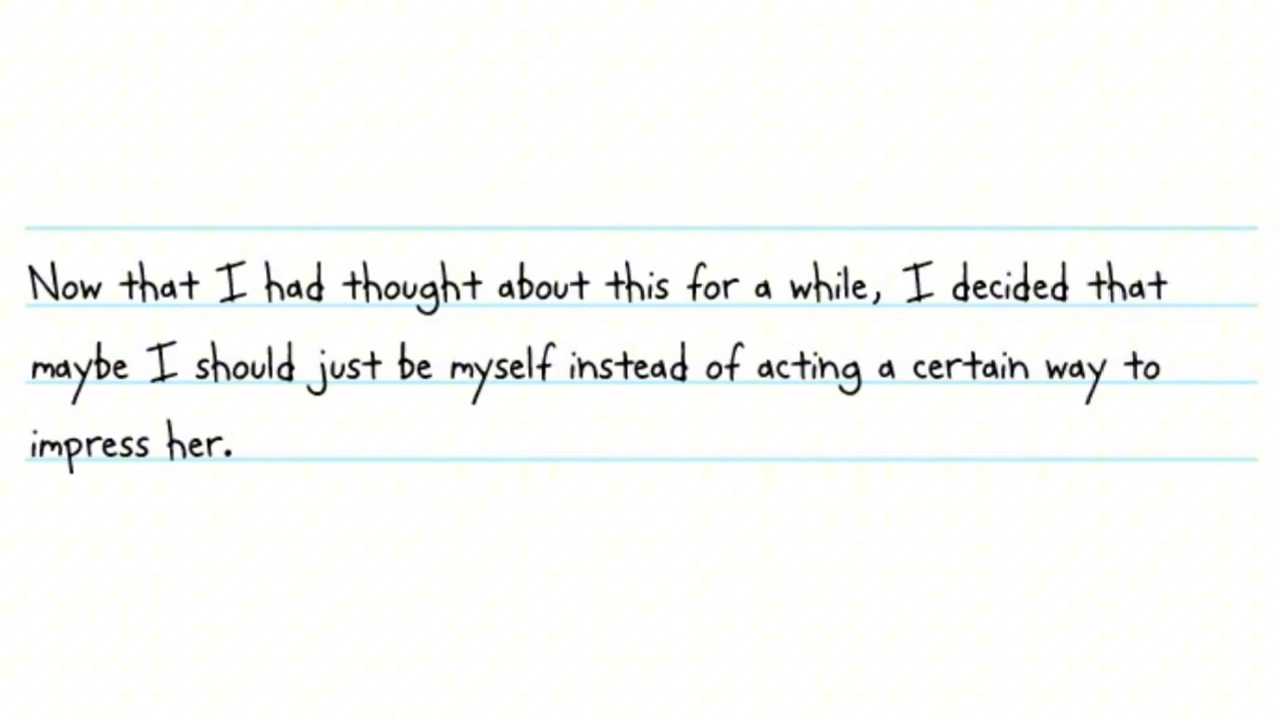 Now that I had thought about this for a while, I decided that
maybe I should just be myself instead of acting a certain way to
impress her.